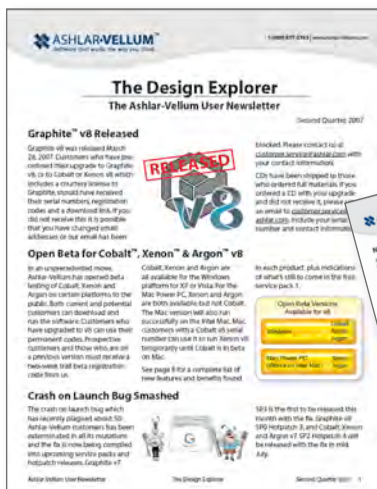 ASHLAR-VELLUM™
Software that works the way you think.
The Design Explorer
The Ashlar-Vellum User Newsletter
Second Quarter 2007
Graphite™ v8 Released
Graphite v8 was released March
28, 2007. Customers who have pre-
purchased their upgrade to Graphite
v8, or to Cobalt or Xenon v8 which
includes a courtesy license to
Graphite, should have received
their serial numbers, registration
codes and a download link. If you
did not receive this it is possible
that you have changed email
addresses or our email has been
RELEASED
v8
blocked. Please contact us at
customer.service@ashlar.com with
your contact information.
CDs have been shipped to those
who ordered full materials. If you
ordered a CD with your upgrade
and did not receive it, please
an email to customer.service@
ashlar.com. Include your serial
number and contact information.
Open Beta for Cobalt™, Xenon™ & Argon™ v8
In an unprecedented move,
Ashlar-Vellum has opened beta
testing of Cobalt, Xenon and
Argon on certain platforms to the
public. Both current and potential
customers can download and
run the software. Customers who
have upgraded to v8 can use their
permanent codes. Prospective
customers and those who are on
a previous version must receive a
two-week trial beta registration
code from us.
Cobalt, Xenon and Argon are
all available for the Windows
platform for XP or Vista. For the
Mac Power PC, Xenon and Argon
are both available but not Cobalt.
The Mac version will also run
successfully on the Intel Mac. Mac
customers with a Cobalt v8 serial
number can use it to run Xenon v8
temporarily until Cobalt is in beta
on Mac.
See page 8 for a complete list of
new features and benefits found
in each product, plus indications
of what's still to come in the free
service pack 1.
Open Beta Versions
Available for v8
Windows
Cobalt
Xenon
Argon
Mac Power PC
(Works on Intel Mac)
Xenon
Argon
Crash on Launch Bug Smashed
The crash on launch bug which
has recently plagued about 50
Ashlar-Vellum customers has been
exterminated in all its mutations
and the fix is now being compiled
into upcoming service packs and
hotpatch releases. Graphite v7
G
SP3 is the first to be released this
month with the fix. Graphite v8
SP0 Hotpatch 3, and Cobalt, Xenon
and Argon v7 SP2 Hotpatch 4 will
be released with the fix in mid
July.
Ashlar-Vellum User Newsletter
The Design Explorer
Second Quarter 2007 1